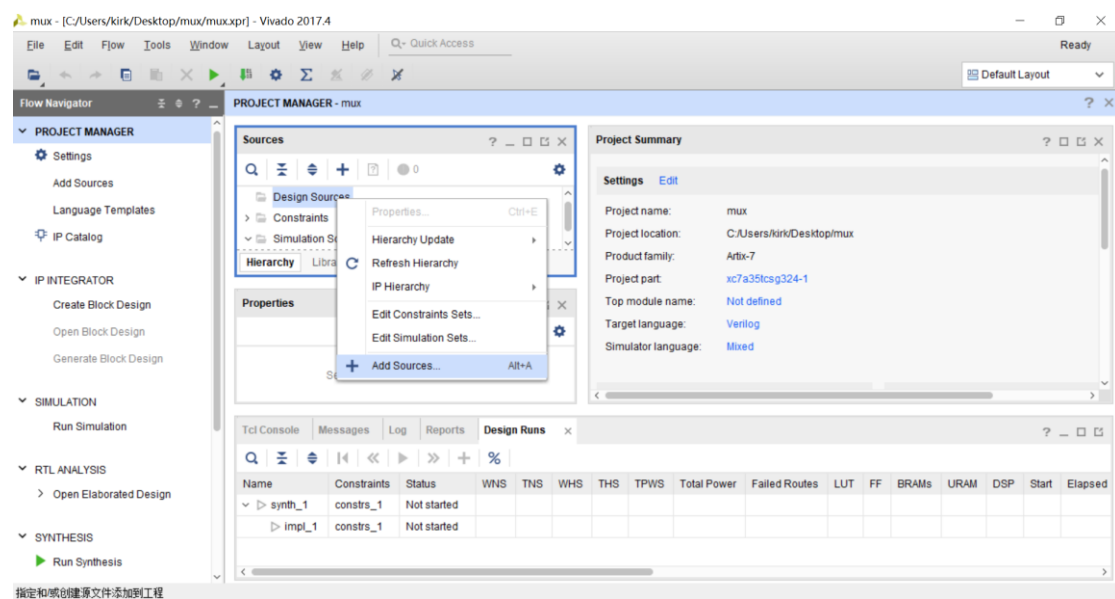 mux - [C:/Users/kirk/Desktop/mux/mux.xpr] - Vivado 2017.4
File Edit Flow Tools Window Layout View Help Q- Quick Access Ready
Default Layout
Flow Navigator
PROJECT MANAGER - mux
PROJECT MANAGER
Settings
Add Sources
Language Templates
IP Catalog
IP INTEGRATOR
Create Block Design
Open Block Design
Generate Block Design
SIMULATION
Run Simulation
RTL ANALYSIS
Open Elaborated Design
SYNTHESIS
Run Synthesis
Sources
0
Design Sources
Constraints
Simulation So
Hierarchy Libra
Properties
Se
Properties... Ctrl+E
Hierarchy Update
Refresh Hierarchy
IP Hierarchy
Edit Constraints Sets...
Edit Simulation Sets...
Add Sources... Alt+A
Project Summary
Settings Edit
Project name: mux
Project location: C:/Users/kirk/Desktop/mux
Product family: Artix-7
Project part: xc7a35tcsg324-1
Top module name: Not defined
Target language: Verilog
Simulator language: Mixed
Tcl Console Messages Log Reports Design Runs
Name Constraints Status WNS TNS WHS THS TPWS Total Power Failed Routes LUT FF BRAMs URAM DSP Start Elapsed
synth_1 constrs_1 Not started
impl_1 constrs_1 Not started
指定和/或创建源文件添加到工程